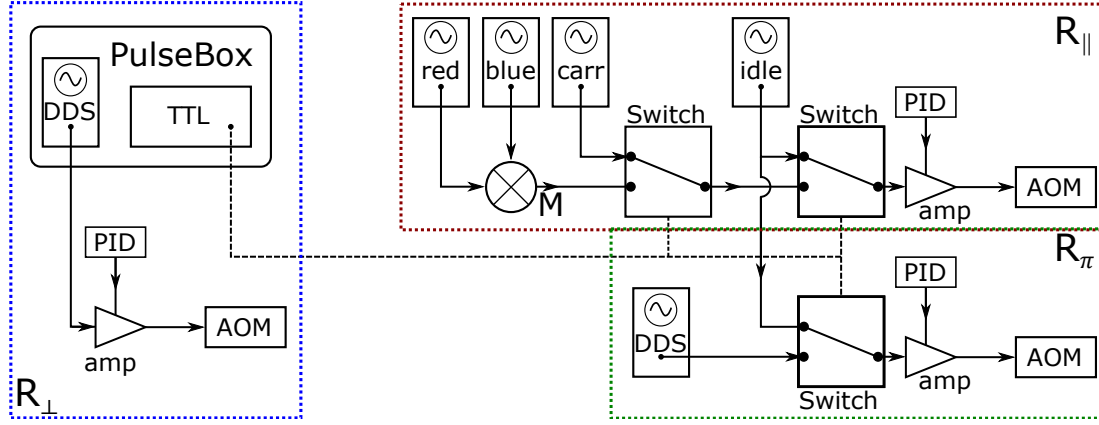 PulseBox
DDS
TTL
PID
amp
AOM
R⊥
red
blue
carr
idle
R∥
Switch
Switch
PID
M
amp
AOM
Rπ
DDS
PID
Switch
amp
AOM